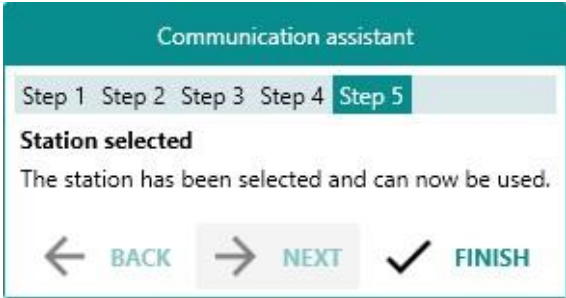 Communication assistant
Step 1 Step 2 Step 3 Step 4 Step 5
Station selected
The station has been selected and can now be used.
BACK NEXT FINISH